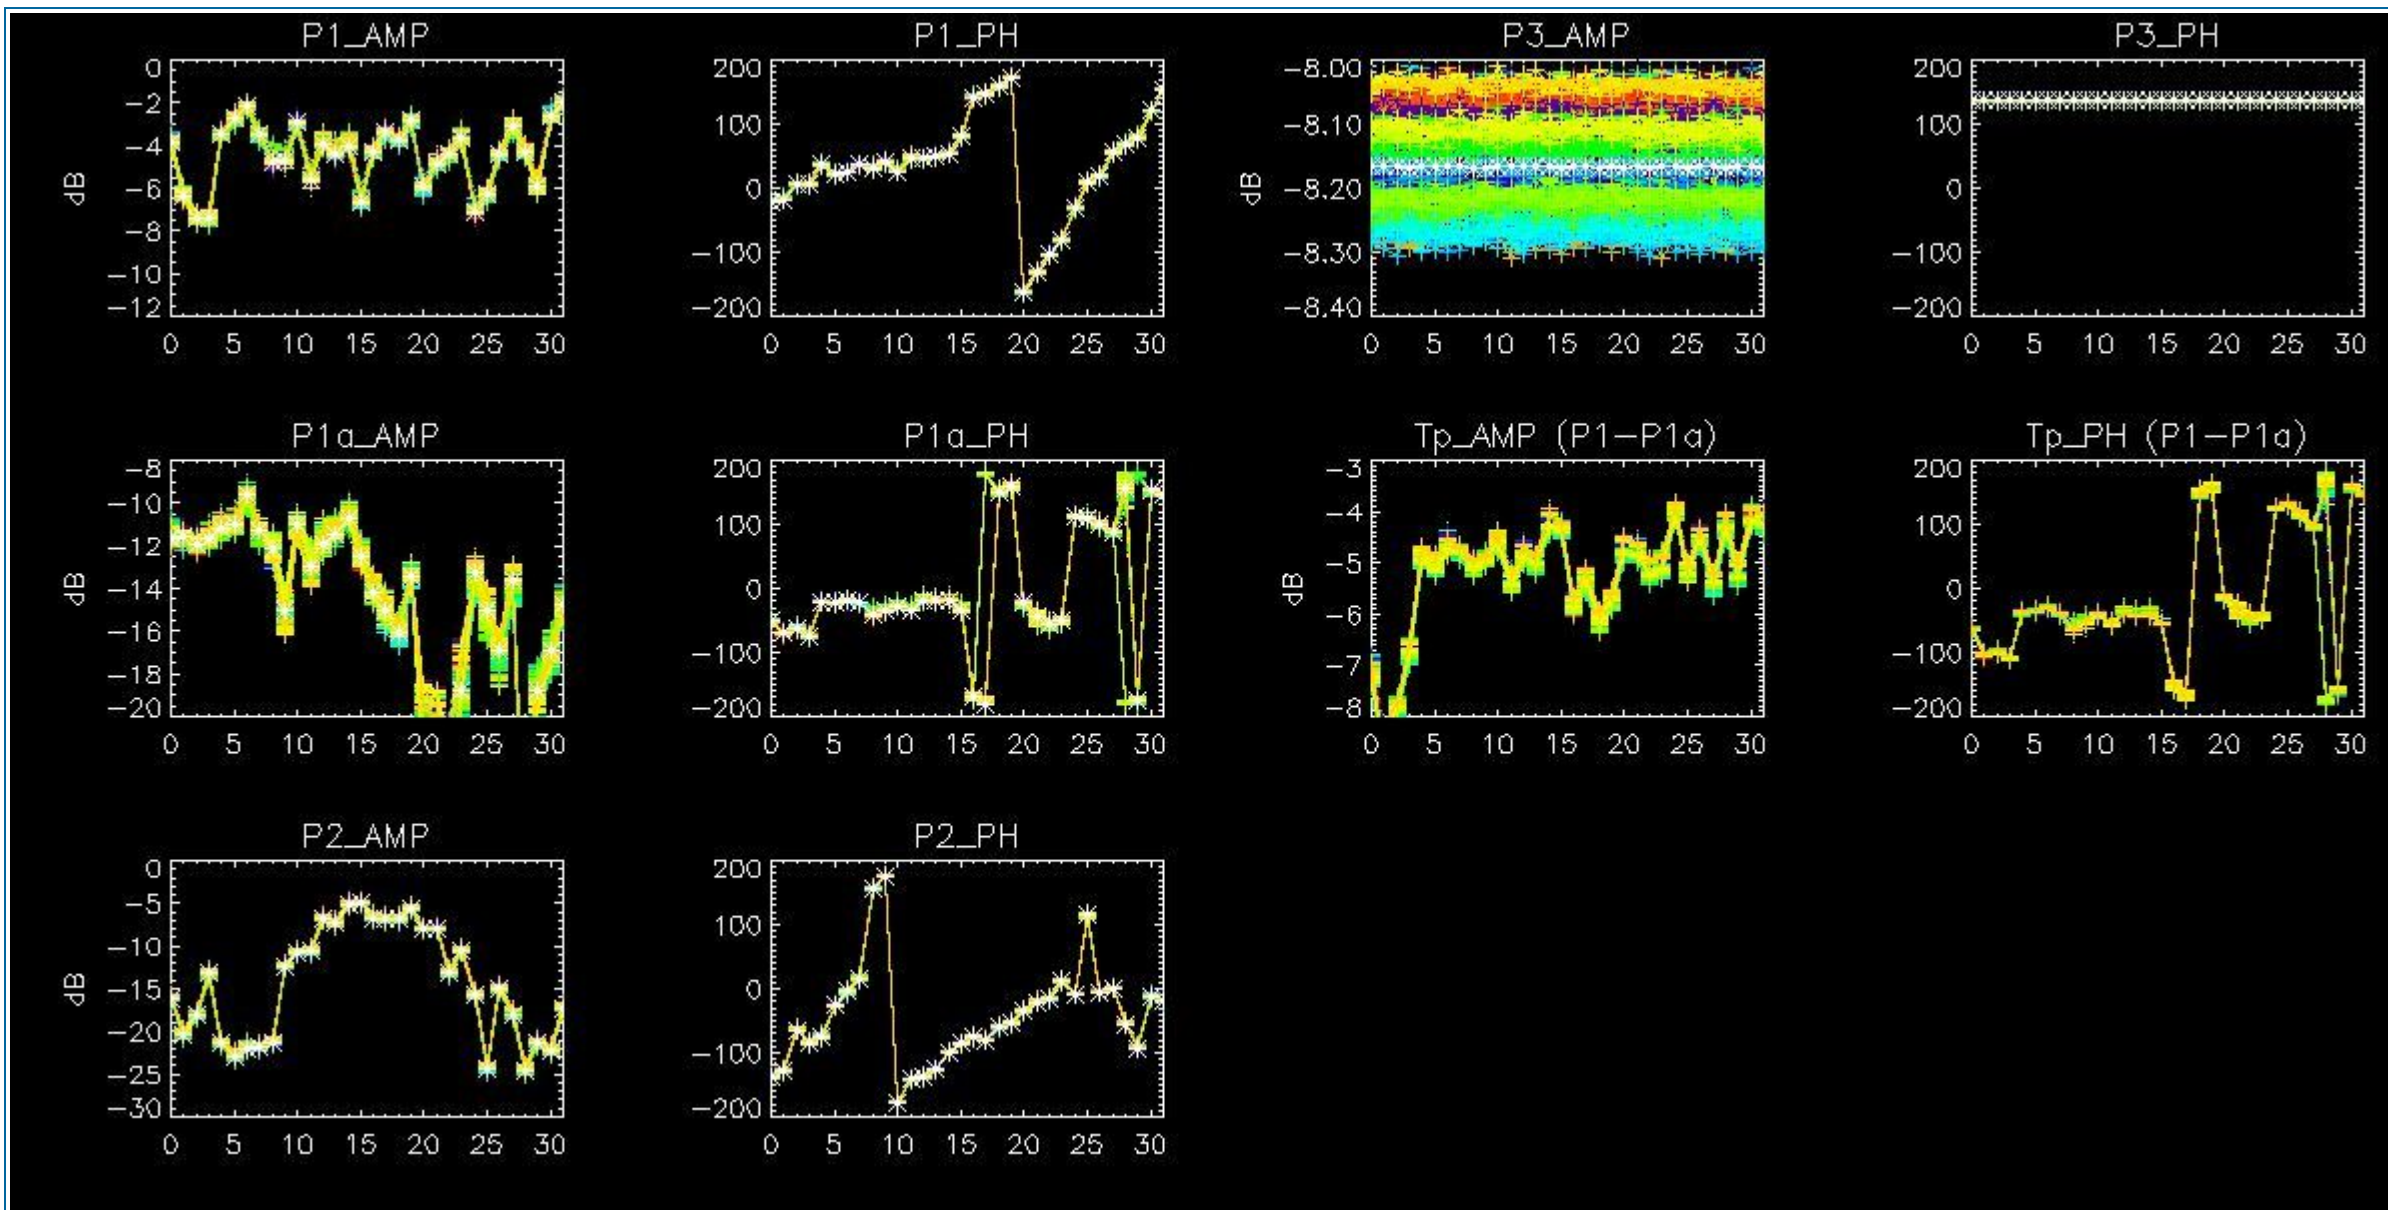 P1_AMP P1_PH P3_AMP P3_PH
0 200 -8.00 200
-2 100 -8.10 100
-4 0 -8.20 0
-6 -100 -8.30 -100
-8 -200 -8.40 -200
-10
-12
dB dB
0 5 10 15 20 25 30 0 5 10 15 20 25 30 0 5 10 15 20 25 30 0 5 10 15 20 25 30
P1a_AMP P1a_PH Tp_AMP (P1-P1a) Tp_PH (P1-P1a)
-8 200 -3 200
-10 100 -4 100
-12 0 -5 0
-14 -100 -6 -100
-16 -200 -7 -200
-18 -8
-20
dB dB
0 5 10 15 20 25 30 0 5 10 15 20 25 30 0 5 10 15 20 25 30 0 5 10 15 20 25 30
P2_AMP P2_PH
0 200
-5 100
-10 0
-15 -100
-20 -200
-25
-30
dB
0 5 10 15 20 25 30 0 5 10 15 20 25 30